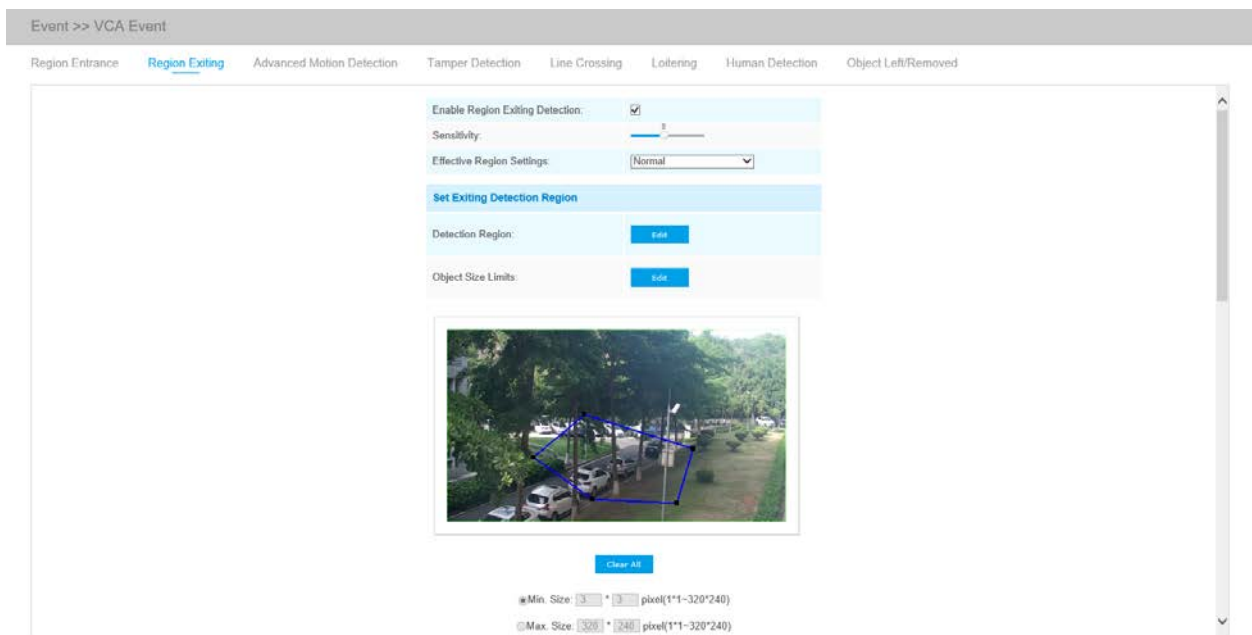 Event >> VCA Event
Region Entrance Region Exiting Advanced Motion Detection Tamper Detection Line Crossing Loitering Human Detection Object Left/Removed
Enable Region Exiting Detection:
Sensitivity:
Effective Region Settings: Normal
Set Exiting Detection Region
Detection Region: Edit
Object Size Limits: Edit
Clear All
Min. Size: 3 * 3 pixel(1*1~320*240)
Max. Size: 320 * 240 pixel(1*1~320*240)